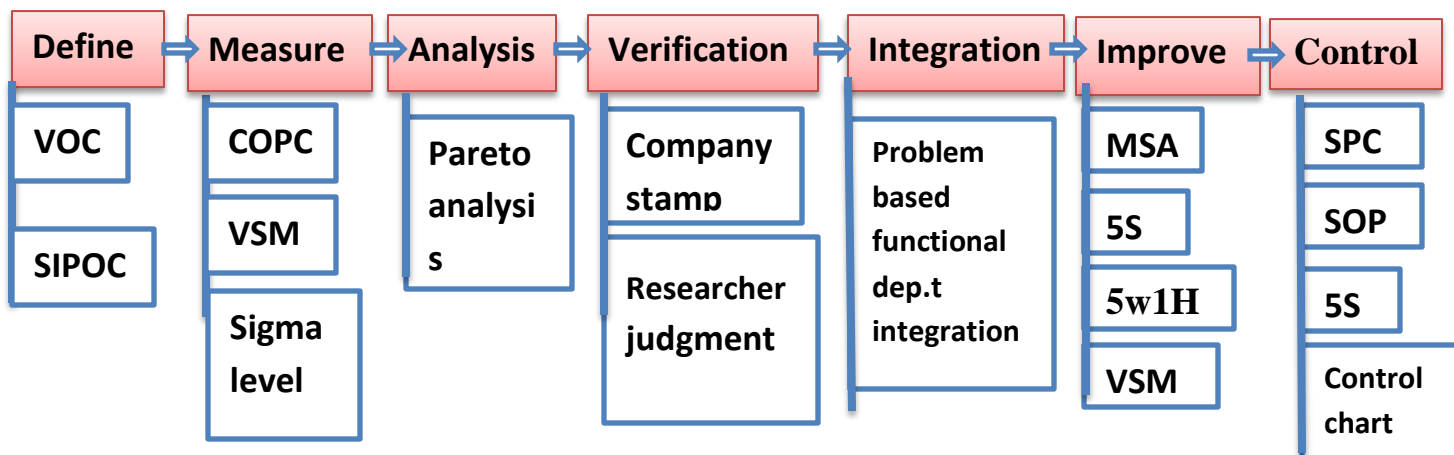 Define
Measure
Analysis
Verification
Integration
Improve
Control
VOC
SIPOC
COPC
VSM
Sigma
level
Pareto
analysi
s
Company
stamp
Researcher
judgment
Problem
based
functional
dep.t
integration
MSA
5S
5w1H
VSM
SPC
SOP
5S
Control
chart